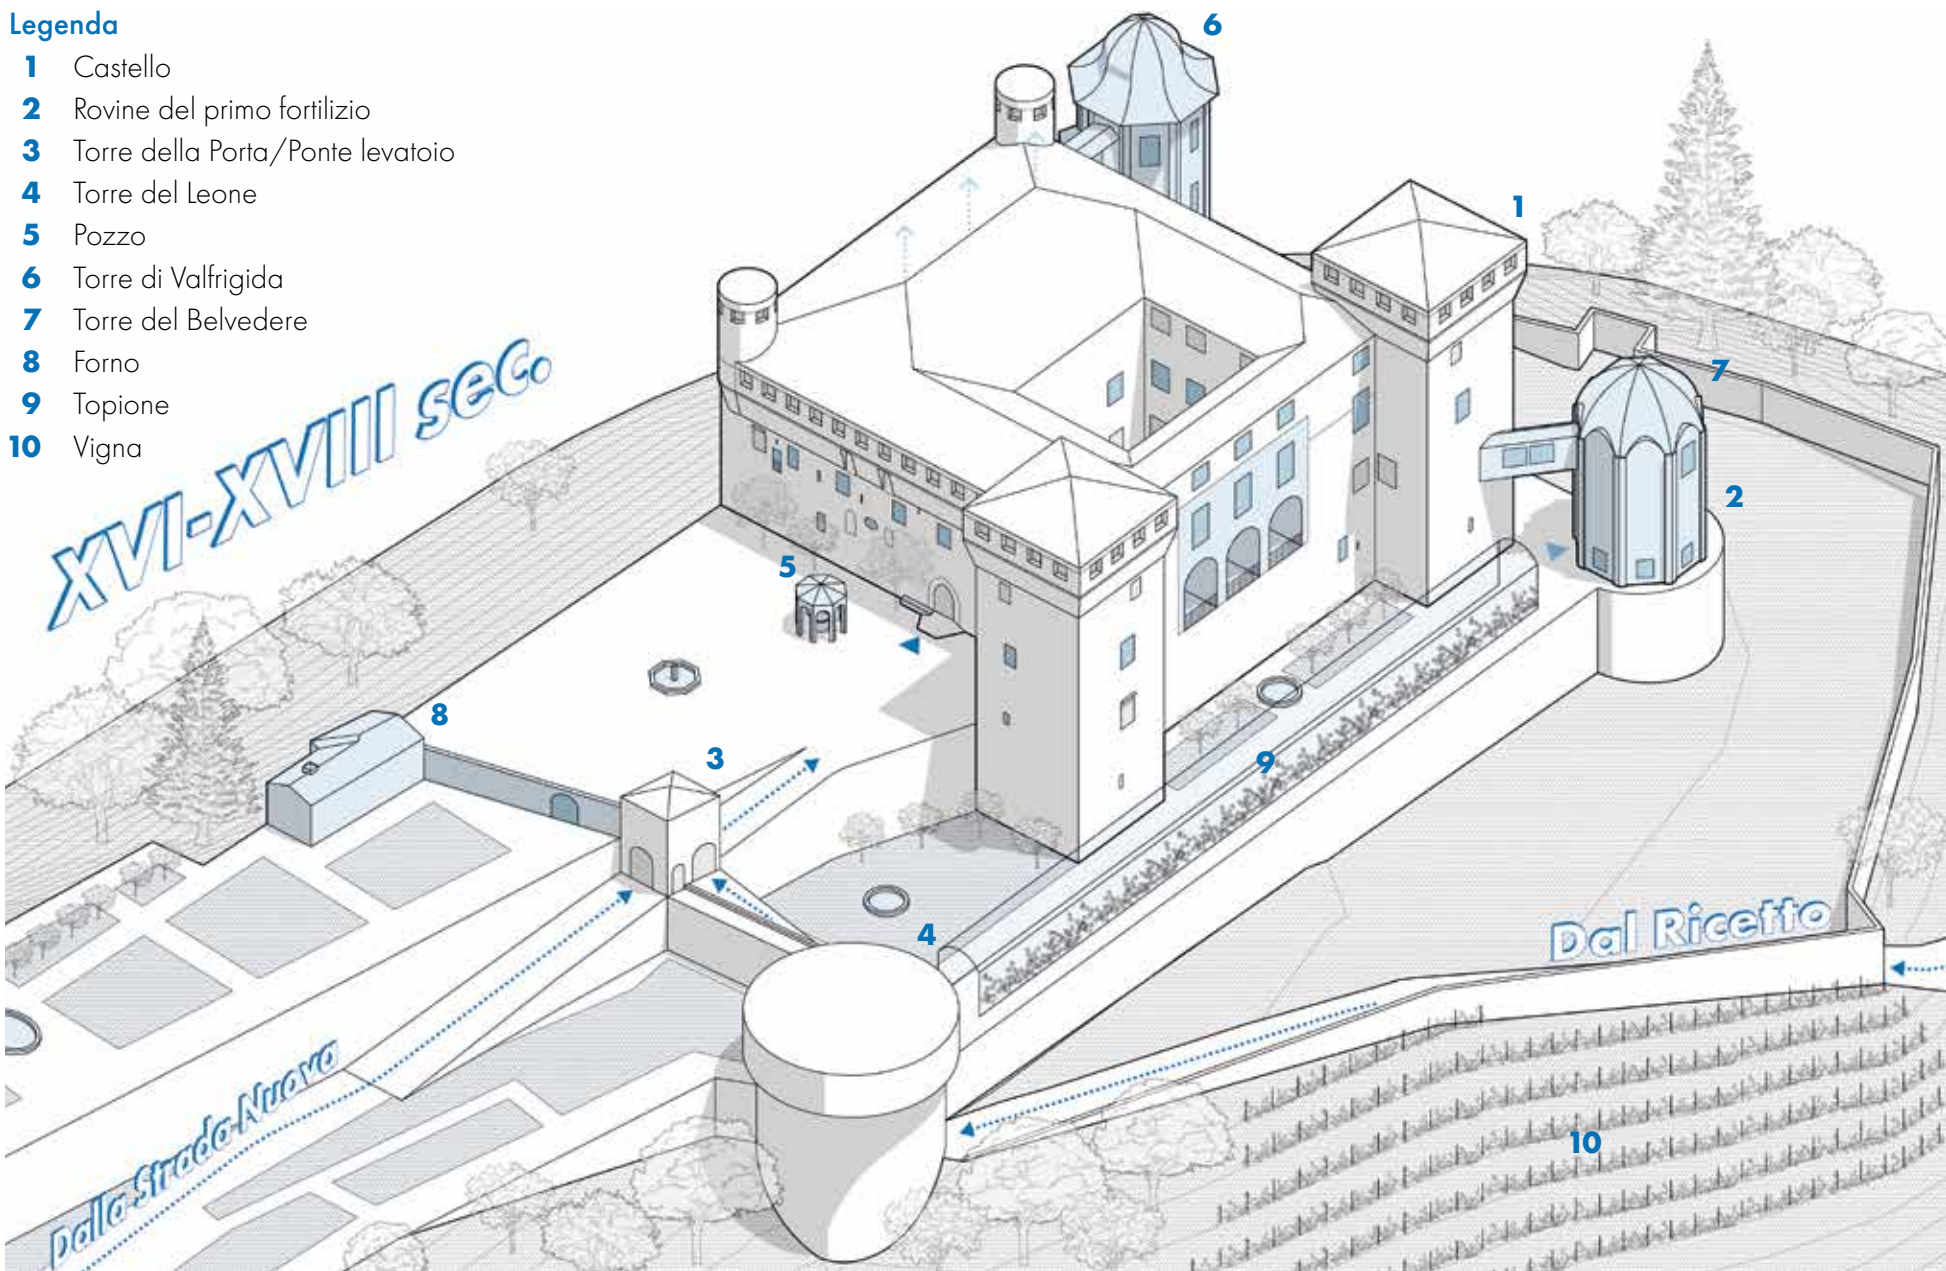 Legenda
1 Castello
2 Rovine del primo fortilizio
3 Torre della Porta/Ponte levatoio
4 Torre del Leone
5 Pozzo
6 Torre di Valfrigida
7 Torre del Belvedere
8 Forno
9 Topione
10 Vigna
XVI-XVIII sec.
6
1
7
2
5
8
3
9
4
Dal Ricetto
Dalla Strada Nuova
10